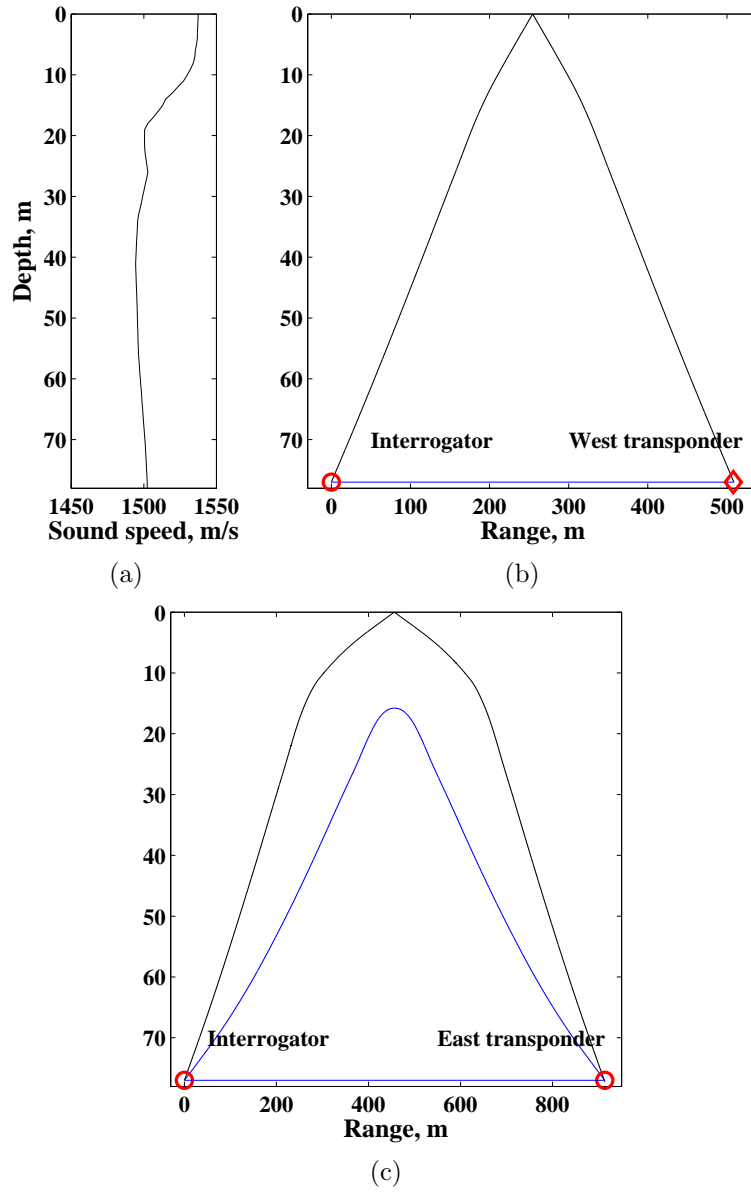 0
10
20
30
40
50
60
70
Depth, m
1450 1500 1550
Sound speed, m/s
(a)
0
10
20
30
40
50
60
70
Interrogator West transponder
0 100 200 300 400 500
Range, m
(b)
0
10
20
30
40
50
60
70
Interrogator East transponder
0 200 400 600 800
Range, m
(c)